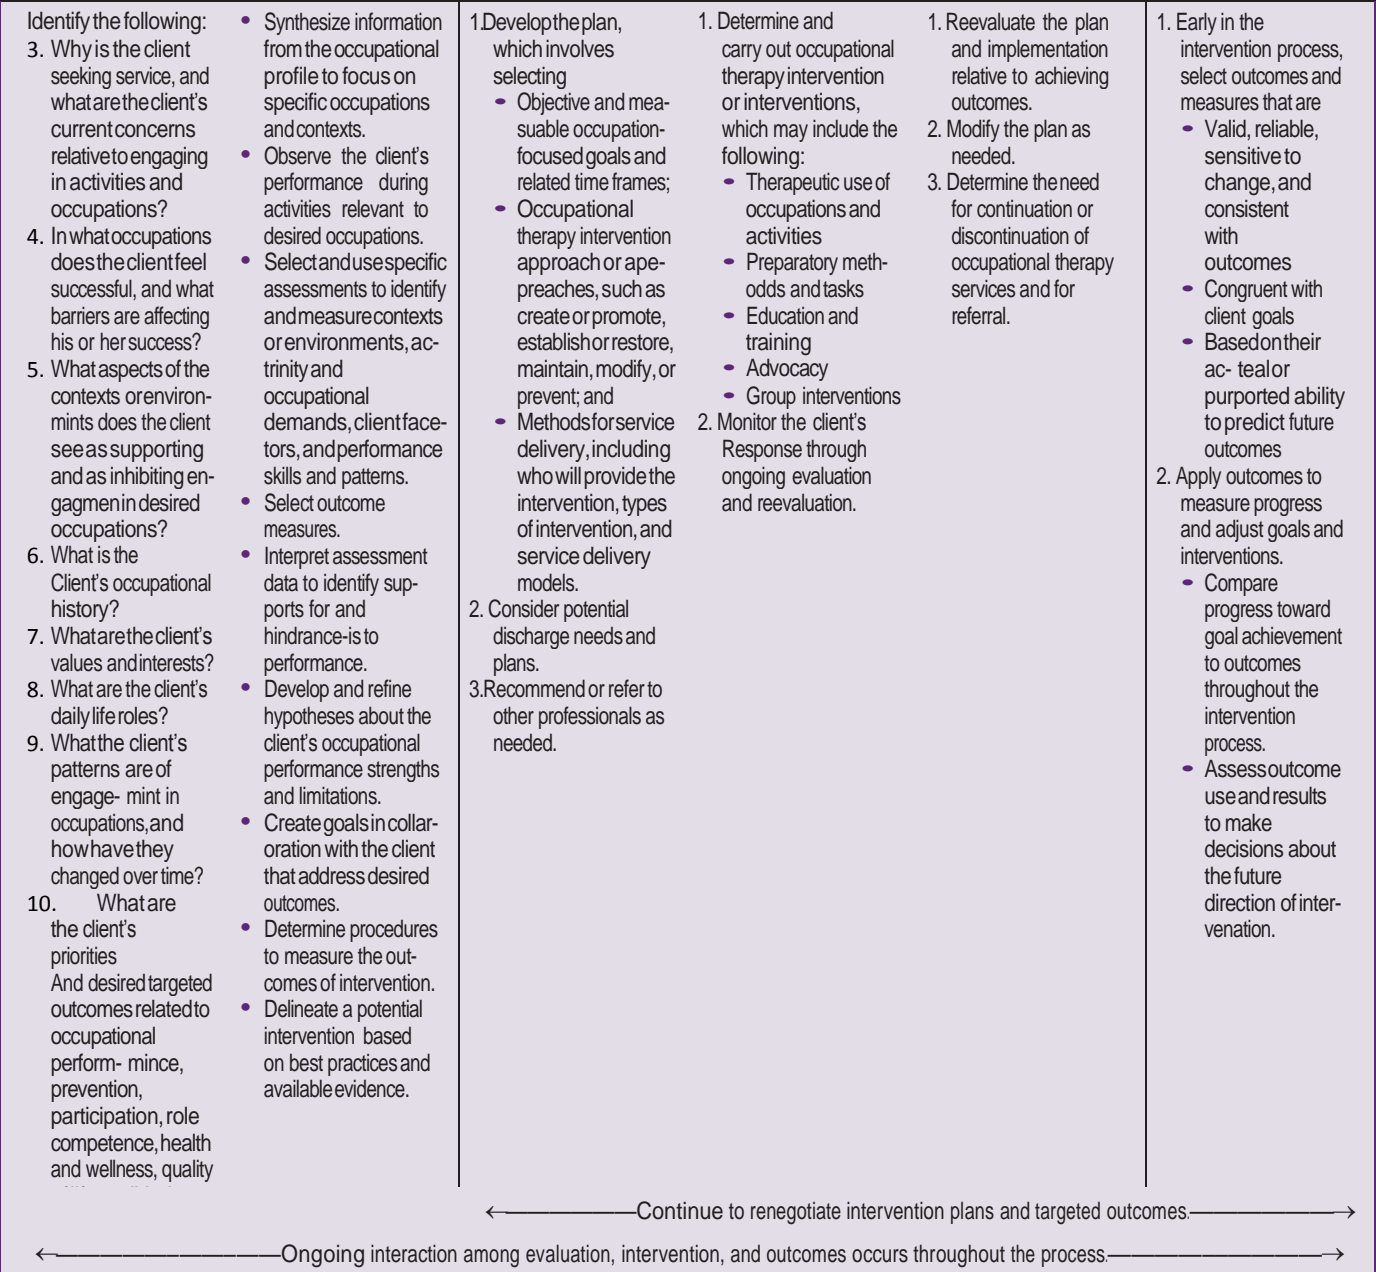 Identify the following:
3. Why is the client
seeking service, and
what are the client's
current concerns
relative to engaging
in activities and
occupations?
4. In what occupations
does the client feel
successful, and what
barriers are affecting
his or her success?
5. What aspects of the
contexts or environ-
mints does the client
see as supporting
and as inhibiting en-
gagmen in desired
occupations?
6. What is the
Client's occupational
history?
7. What are the client's
values and interests?
8. What are the client's
daily life roles?
9. What the client's
patterns are of
engage- mint in
occupations, and
how have they
changed over time?
10. What are
the client's
priorities
And desired targeted
outcomes related to
occupational
perform- mince,
prevention,
participation, role
competence, health
and wellness, quality
• Synthesize information
from the occupational
profile to focus on
specific occupations
and contexts.
• Observe the client's
performance during
activities relevant to
desired occupations.
• Select and use specific
assessments to identify
and measure contexts
or environments, ac-
trinity and
occupational
demands, client face-
tors, and performance
skills and patterns.
• Select outcome
measures.
• Interpret assessment
data to identify sup-
ports for and
hindrance-is to
performance.
• Develop and refine
hypotheses about the
client's occupational
performance strengths
and limitations.
• Create goals in collar-
oration with the client
that address desired
outcomes.
• Determine procedures
to measure the out-
comes of intervention.
• Delineate a potential
intervention based
on best practices and
available evidence.
1.Develop the plan,
which involves
selecting
• Objective and mea-
suable occupation-
focused goals and
related time frames;
• Occupational
therapy intervention
approach or ape-
preaches, such as
create or promote,
establish or restore,
maintain, modify, or
prevent; and
• Methods for service
delivery, including
who will provide the
intervention, types
of intervention, and
service delivery
models.
2. Consider potential
discharge needs and
plans.
3.Recommend or refer to
other professionals as
needed.
1. Determine and
carry out occupational
therapy intervention
or interventions,
which may include the
following:
• Therapeutic use of
occupations and
activities
• Preparatory meth-
odds and tasks
• Education and
training
• Advocacy
• Group interventions
2. Monitor the client's
Response through
ongoing evaluation
and reevaluation.
1. Reevaluate the plan
and implementation
relative to achieving
outcomes.
2. Modify the plan as
needed.
3. Determine the need
for continuation or
discontinuation of
occupational therapy
services and for
referral.
1. Early in the
intervention process,
select outcomes and
measures that are
• Valid, reliable,
sensitive to
change, and
consistent
with
outcomes
• Congruent with
client goals
• Based on their
ac- teal or
purported ability
to predict future
outcomes
2. Apply outcomes to
measure progress
and adjust goals and
interventions.
• Compare
progress toward
goal achievement
to outcomes
throughout the
intervention
process.
• Assess outcome
use and results
to make
decisions about
the future
direction of inter-
venation.
←——————Continue to renegotiate intervention plans and targeted outcomes.——————→
←——————————Ongoing interaction among evaluation, intervention, and outcomes occurs throughout the process.——————————→